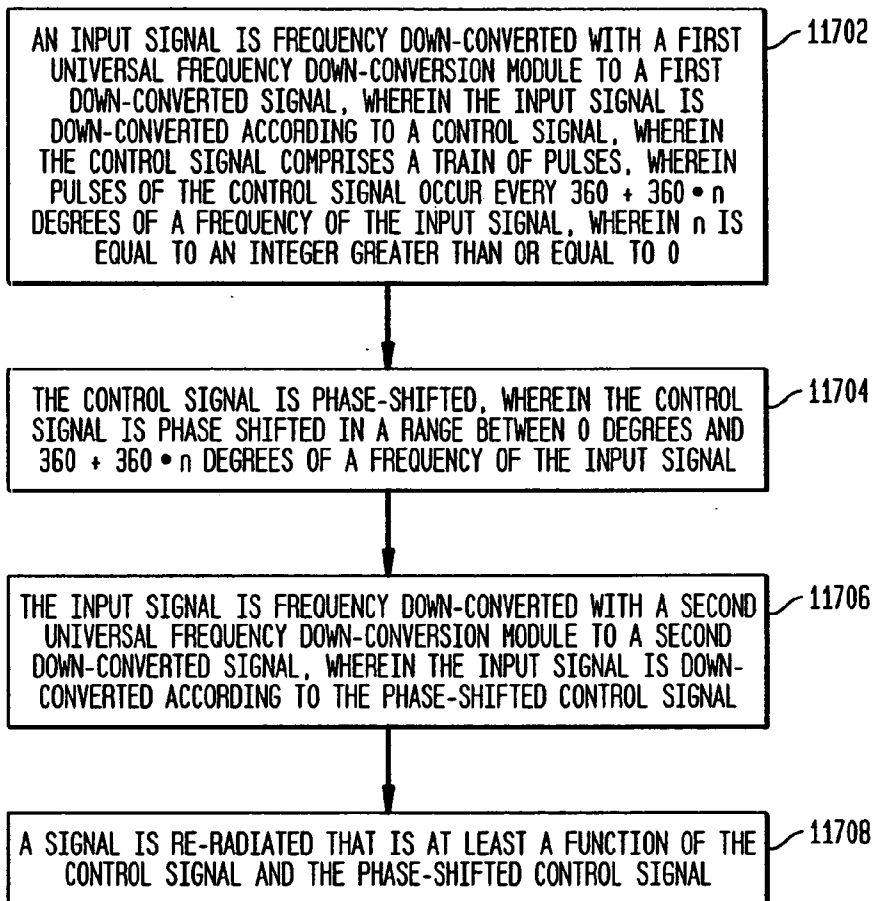 AN INPUT SIGNAL IS FREQUENCY DOWN-CONVERTED WITH A FIRST
UNIVERSAL FREQUENCY DOWN-CONVERSION MODULE TO A FIRST
DOWN-CONVERTED SIGNAL, WHEREIN THE INPUT SIGNAL IS
DOWN-CONVERTED ACCORDING TO A CONTROL SIGNAL, WHEREIN
THE CONTROL SIGNAL COMPRISES A TRAIN OF PULSES, WHEREIN
PULSES OF THE CONTROL SIGNAL OCCUR EVERY 360 + 360 • n
DEGREES OF A FREQUENCY OF THE INPUT SIGNAL, WHEREIN n IS
EQUAL TO AN INTEGER GREATER THAN OR EQUAL TO 0
11702
THE CONTROL SIGNAL IS PHASE-SHIFTED, WHEREIN THE CONTROL
SIGNAL IS PHASE SHIFTED IN A RANGE BETWEEN 0 DEGREES AND
360 + 360 • n DEGREES OF A FREQUENCY OF THE INPUT SIGNAL
11704
THE INPUT SIGNAL IS FREQUENCY DOWN-CONVERTED WITH A SECOND
UNIVERSAL FREQUENCY DOWN-CONVERSION MODULE TO A SECOND
DOWN-CONVERTED SIGNAL, WHEREIN THE INPUT SIGNAL IS DOWN-
CONVERTED ACCORDING TO THE PHASE-SHIFTED CONTROL SIGNAL
11706
A SIGNAL IS RE-RADIATED THAT IS AT LEAST A FUNCTION OF THE
CONTROL SIGNAL AND THE PHASE-SHIFTED CONTROL SIGNAL
11708